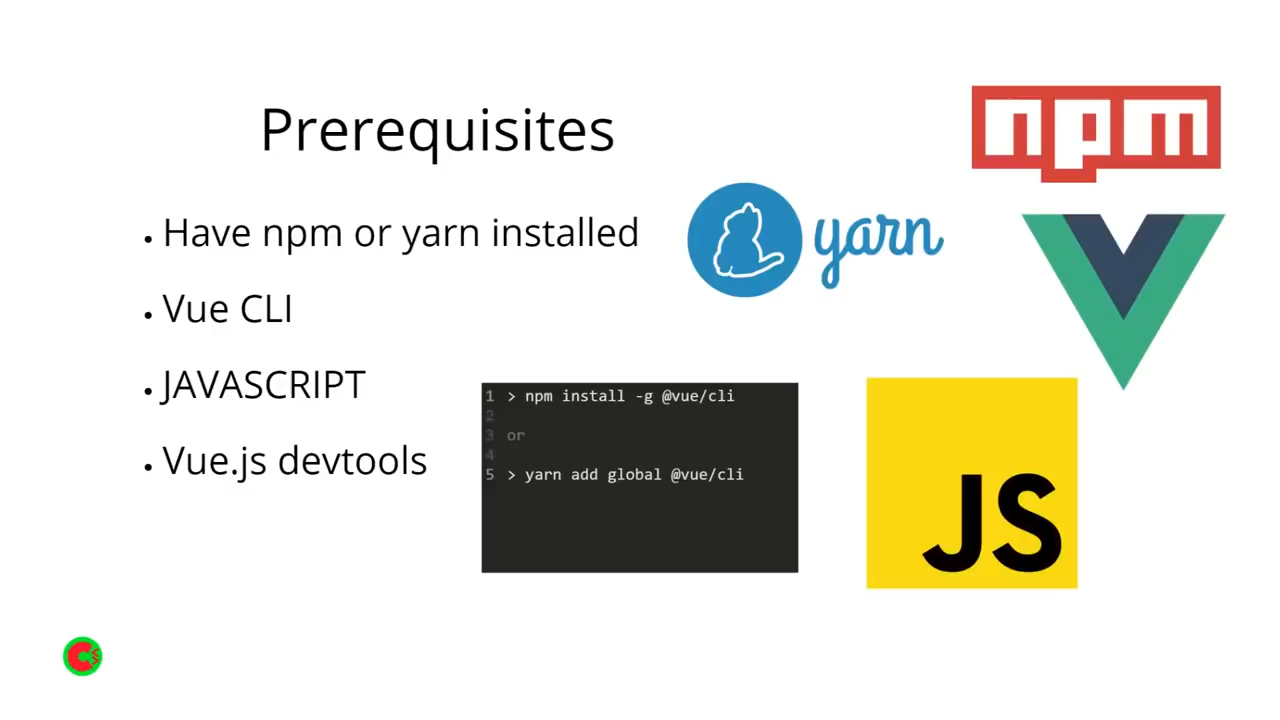 Prerequisites
• Have npm or yarn installed
• Vue CLI
• JAVASCRIPT
• Vue.js devtools
npm
yarn
1 > npm install -g @vue/cli
2
3 or
4
5 > yarn add global @vue/cli
JS